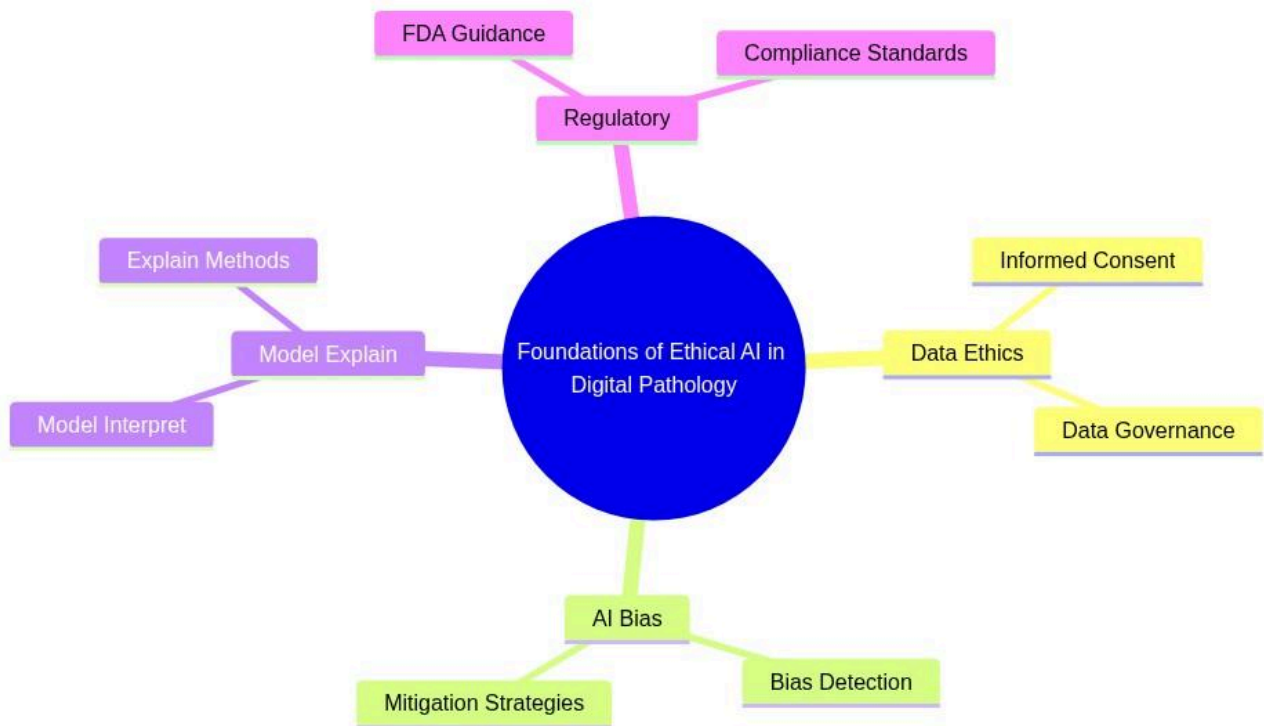 FDA Guidance
Compliance Standards
Regulatory
Explain Methods
Informed Consent
Model Explain
Foundations of Ethical AI in
Digital Pathology
Data Ethics
Model Interpret
Data Governance
AI Bias
Mitigation Strategies
Bias Detection